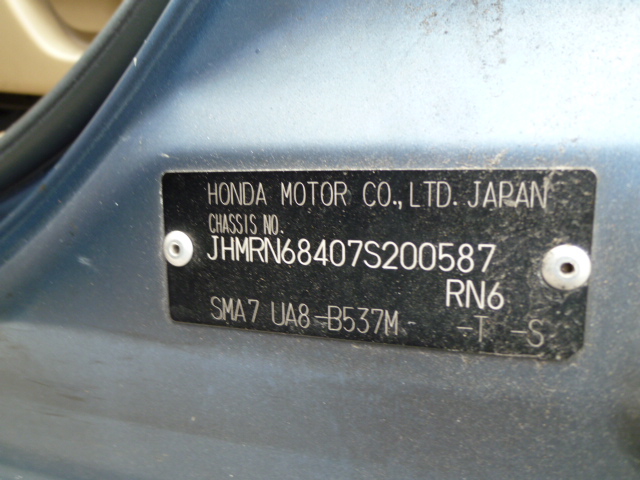 HONDA MOTOR CO.,LTD. JAPAN
CHASSIS NO.
JHMRN68407S200587
RN6
SMA7 UA8-B537M- -T -S